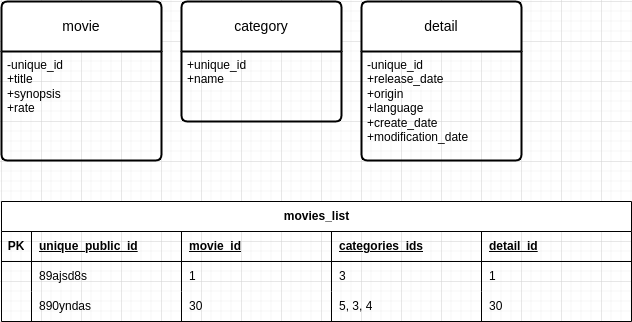 movie
-unique_id
+title
+synopsis
+rate
category
+unique_id
+name
detail
-unique_id
+release_date
+origin
+language
+create_date
+modification_date
movies_list
PK unique_public_id movie_id categories_ids detail_id
89ajsd8s 1 3 1
890yndas 30 5, 3, 4 30